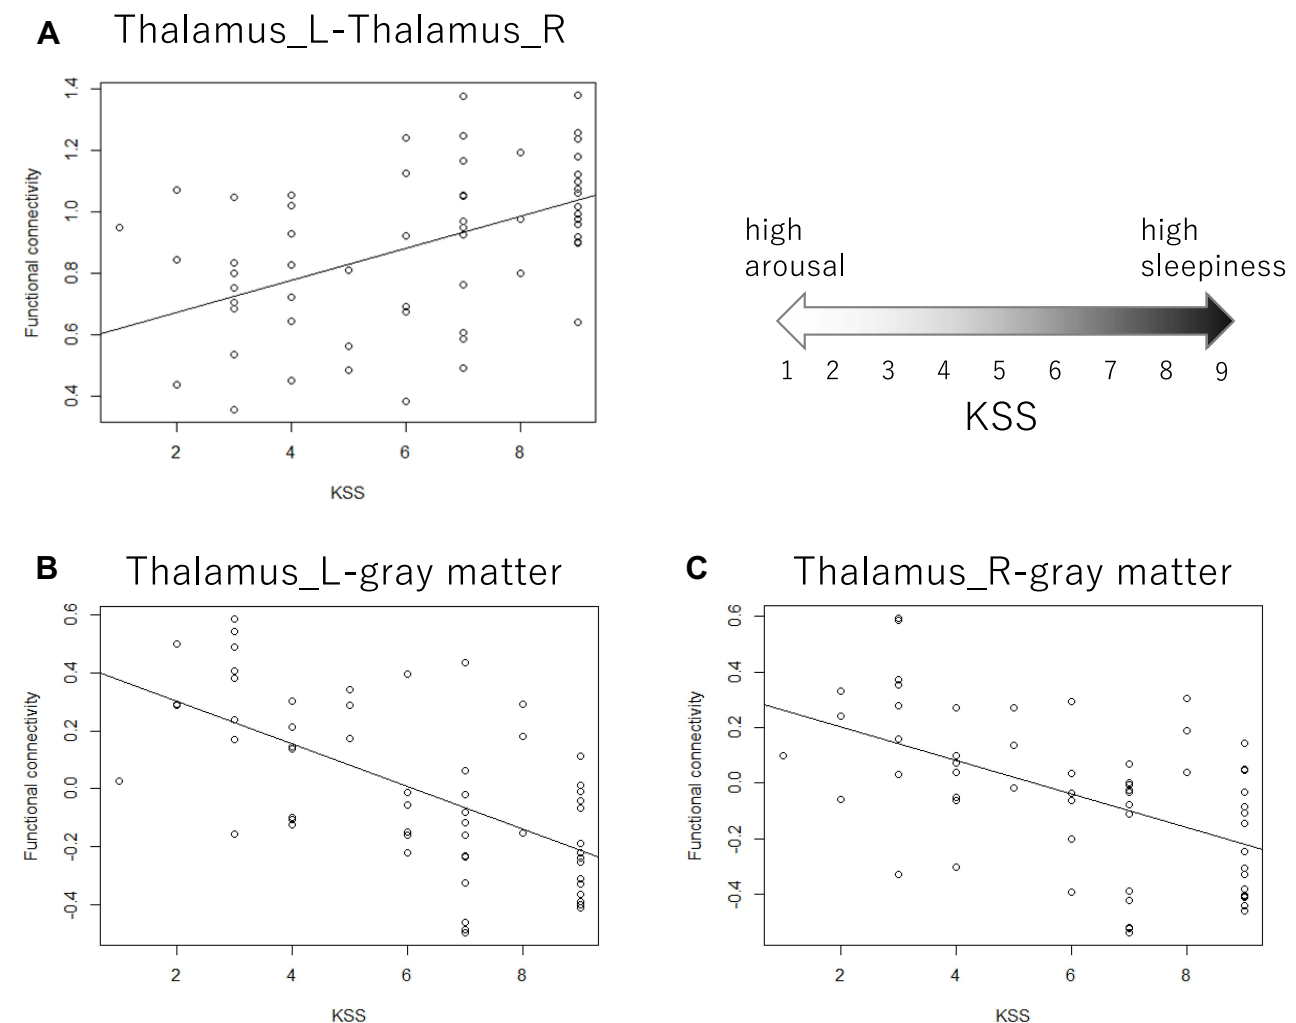 A Thalamus_L-Thalamus_R
Functional connectivity
1.4
1.2
1.0
0.8
0.6
0.4
2 4 6 8
KSS
high arousal
high sleepiness
1 2 3 4 5 6 7 8 9
KSS
B Thalamus_L-gray matter
Functional connectivity
0.6
0.4
0.2
0.0
-0.2
-0.4
2 4 6 8
KSS
C Thalamus_R-gray matter
Functional connectivity
0.6
0.4
0.2
0.0
-0.2
-0.4
2 4 6 8
KSS